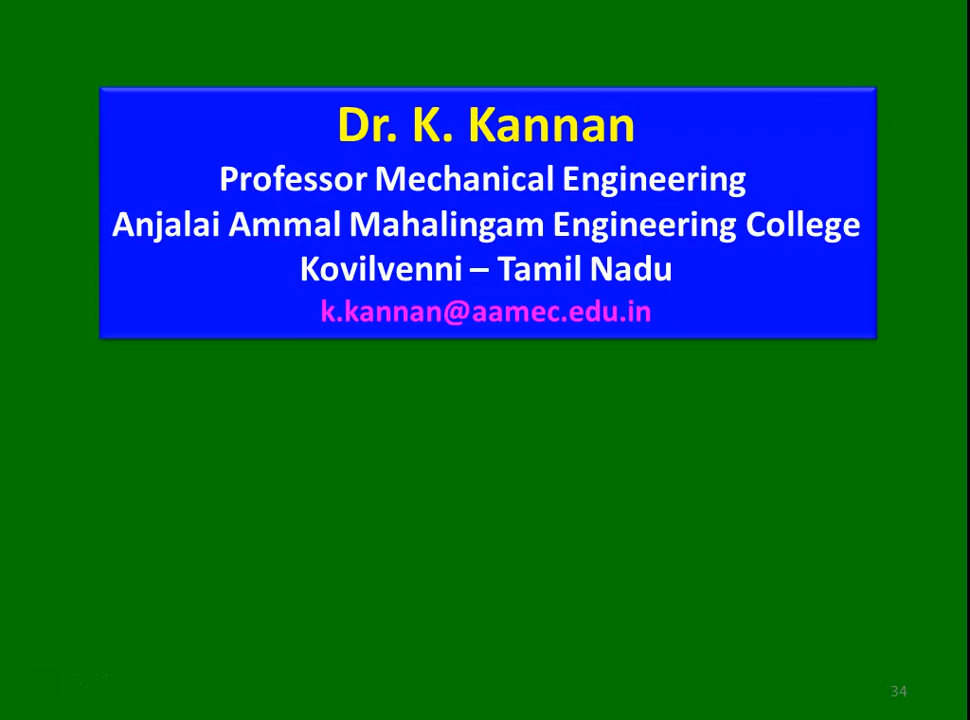 Dr. K. Kannan
Professor Mechanical Engineering
Anjalai Ammal Mahalingam Engineering College
Kovilvenni – Tamil Nadu
k.kannan@aamec.edu.in
34